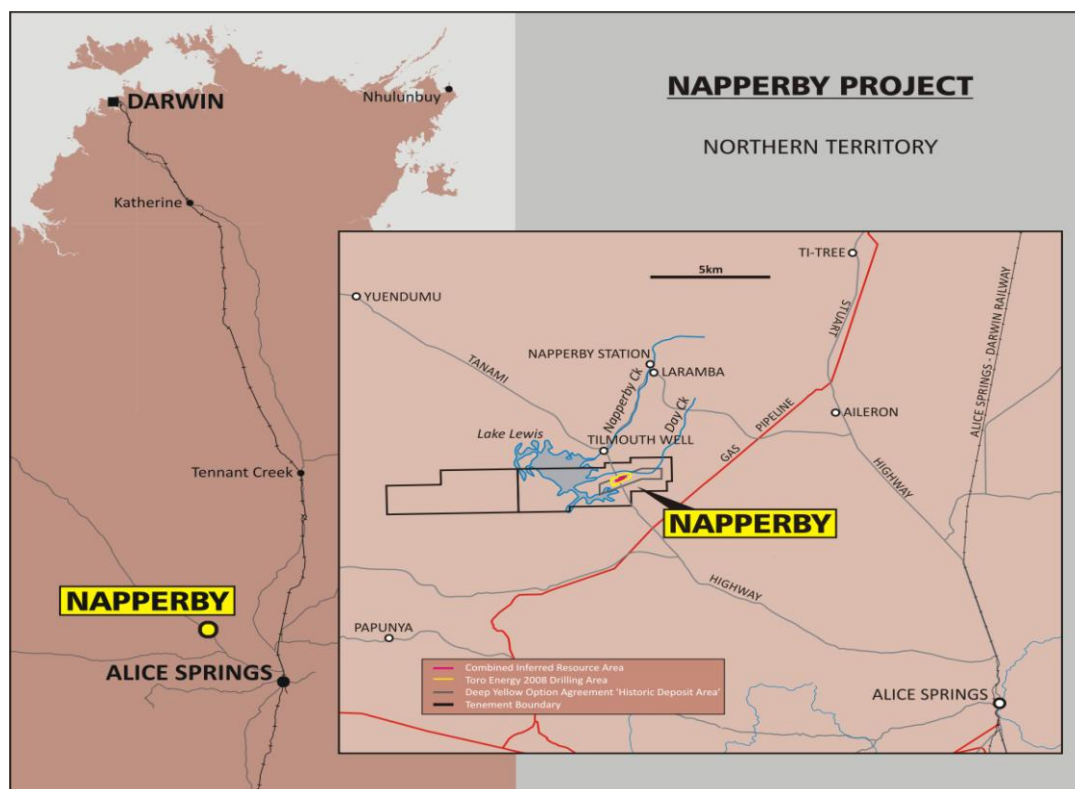 NAPPERBY PROJECT
NORTHERN TERRITORY
DARWIN
Nhulunbuy
Katherine
Tennant Creek
NAPPERBY
ALICE SPRINGS
5km
TI-TREE
YUENDUMU
STUART
ALICE SPRINGS - DARWIN RAILWAY
TANAMI
NAPPERBY STATION
LARAMBA
Napperby Ck
Day Ck
AILERON
Lake Lewis
TILMOUTH WELL
GAS PIPELINE
HIGHWAY
NAPPERBY
HIGHWAY
PAPUNYA
ALICE SPRINGS
Combined Inferred Resource Area
Toro Energy 2008 Drilling Area
Deep Yellow Option Agreement 'Historic Deposit Area'
Tenement Boundary